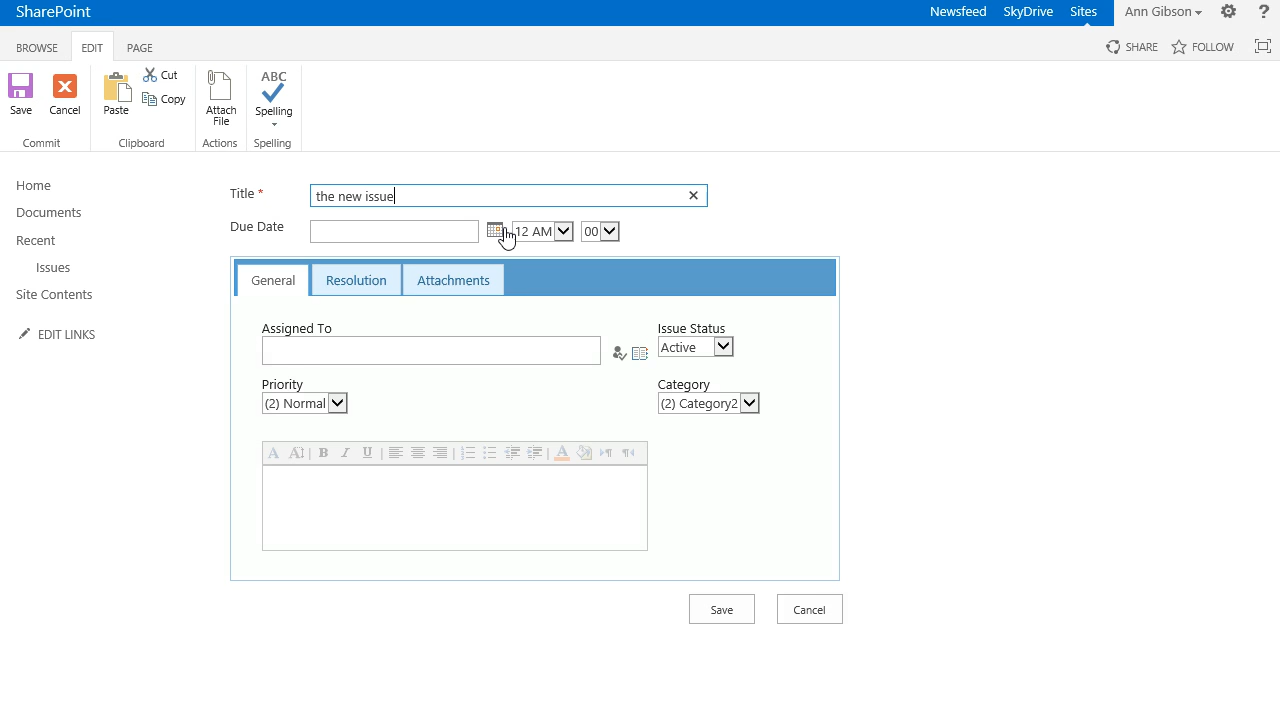 SharePoint
Newsfeed SkyDrive Sites Ann Gibson ?
BROWSE EDIT PAGE
SHARE FOLLOW
Save
Cancel
Paste
Cut
Copy
Attach
File
ABC
Spelling
Commit Clipboard Actions Spelling
Home
Documents
Recent
Issues
Site Contents
EDIT LINKS
Title * the new issue
Due Date 12 AM 00
General Resolution Attachments
Assigned To
Issue Status
Active
Priority
(2) Normal
Category
(2) Category2
A A B I U A
Save Cancel